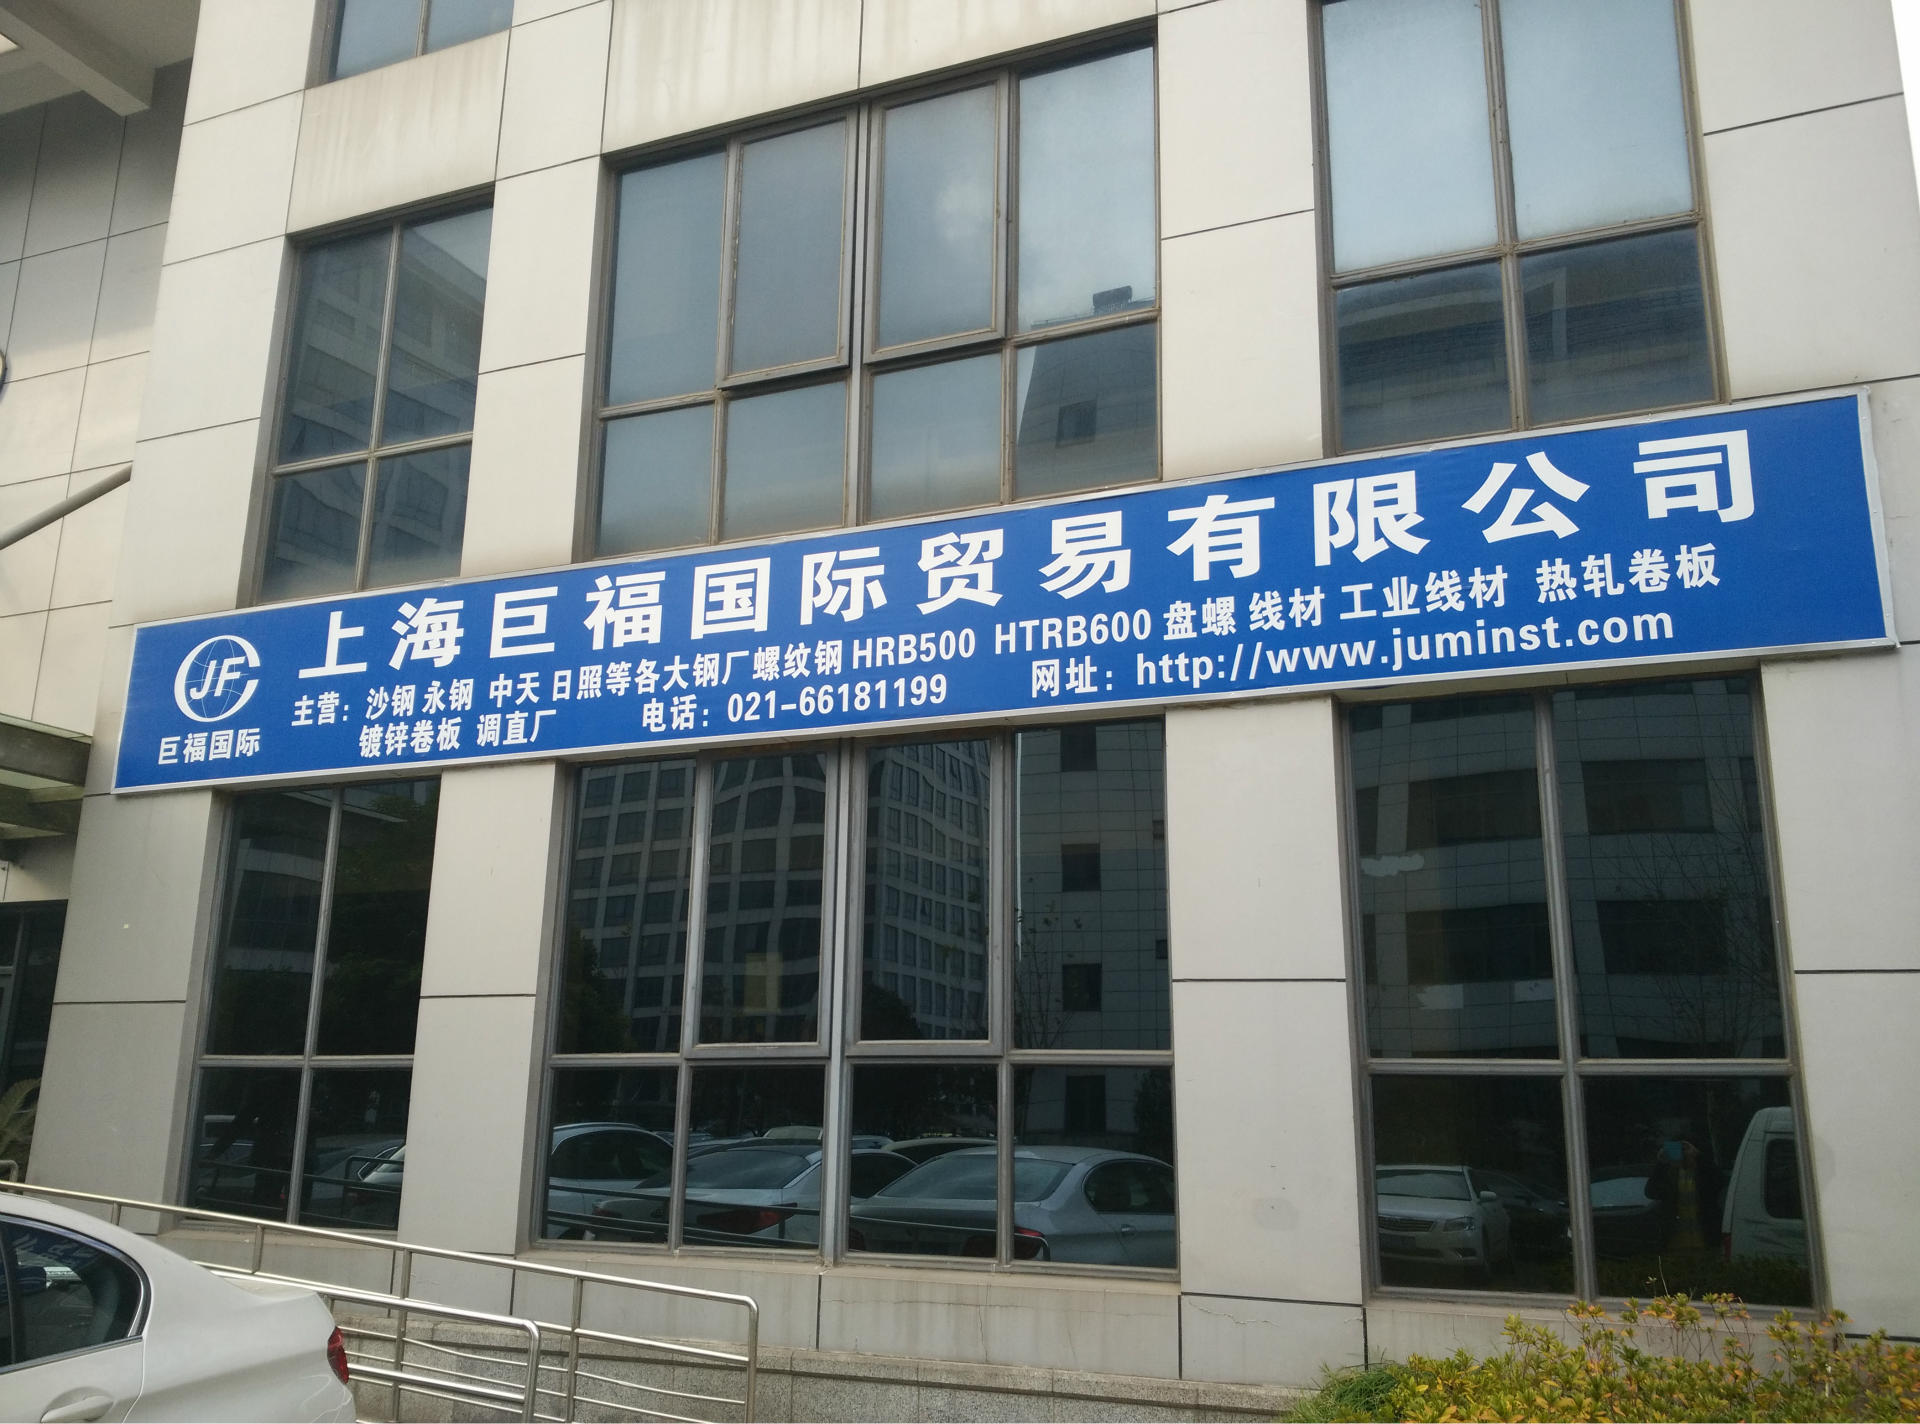 上海巨福国际贸易有限公司
JF
巨福国际
主营：沙钢 永钢 中天 日照等各大钢厂螺纹钢 HRB500 HTRB600 盘螺 线材 工业线材 热轧卷板
镀锌卷板 调直厂 电话：021-66181199 网址：http://www.juminst.com